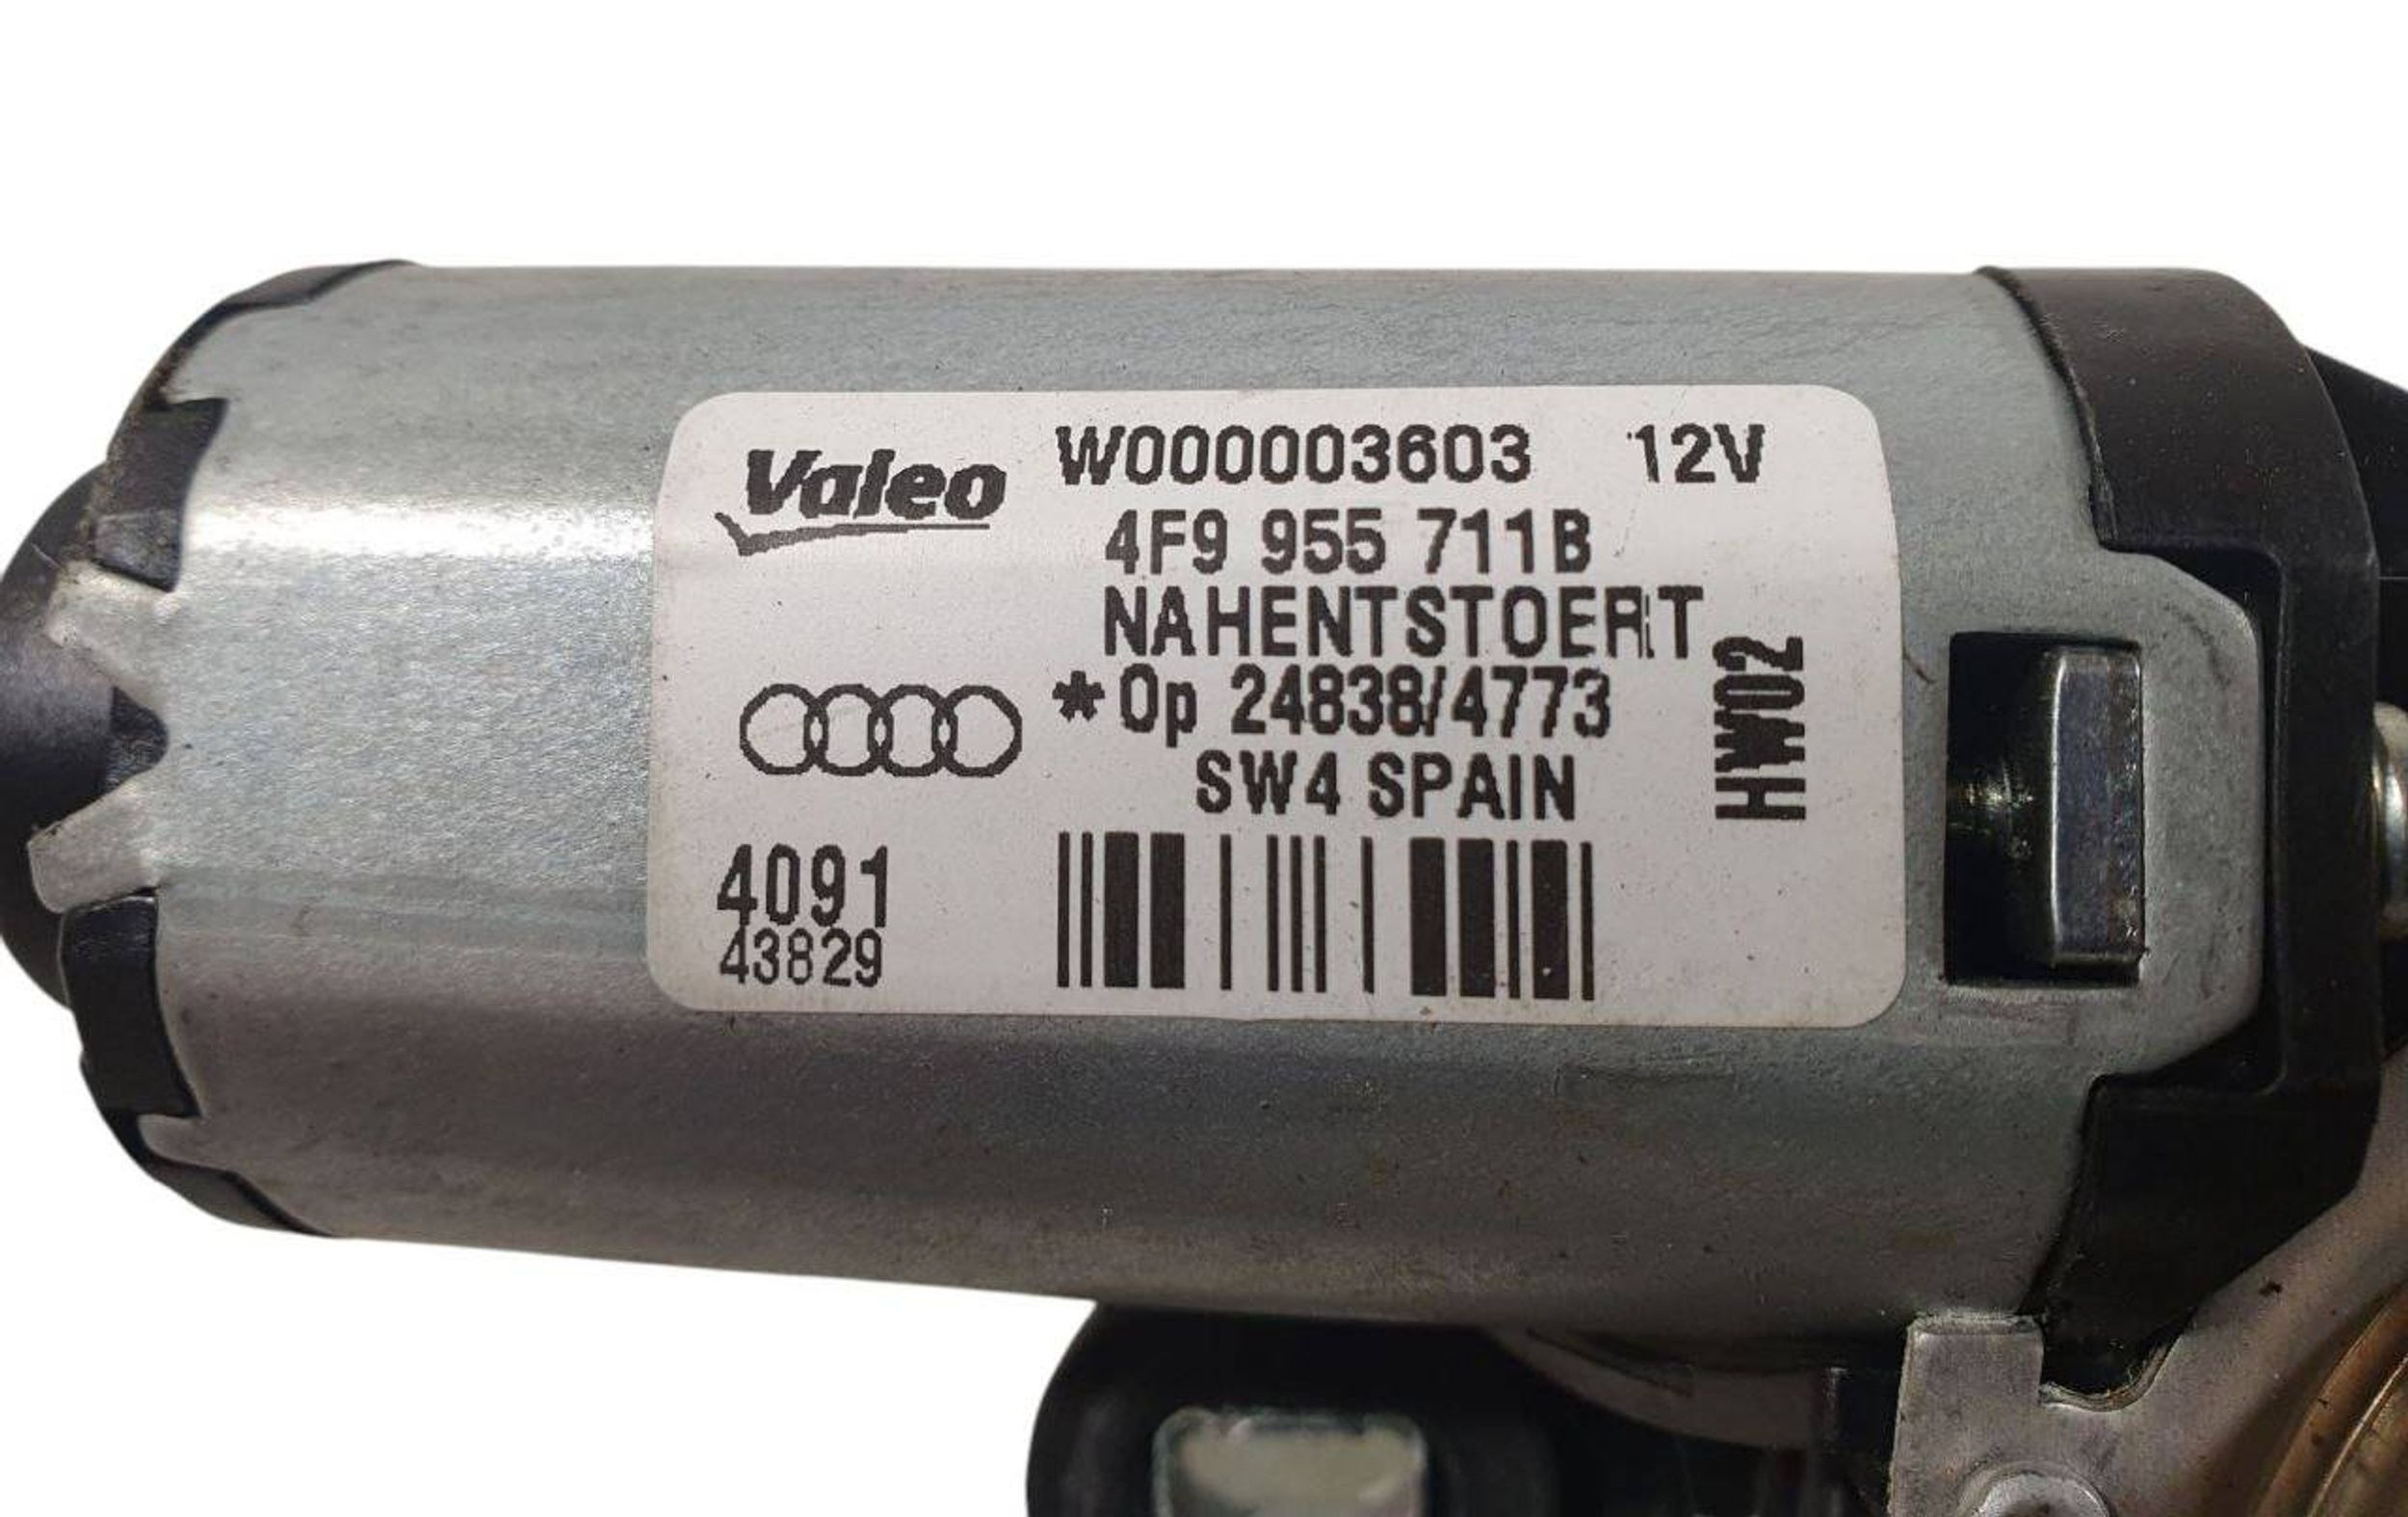 Valeo W000003603 12V
4F9 955 711B
NAHENTSTOERT
*Op 24838/4773
SW4 SPAIN
HW02
4091
43829